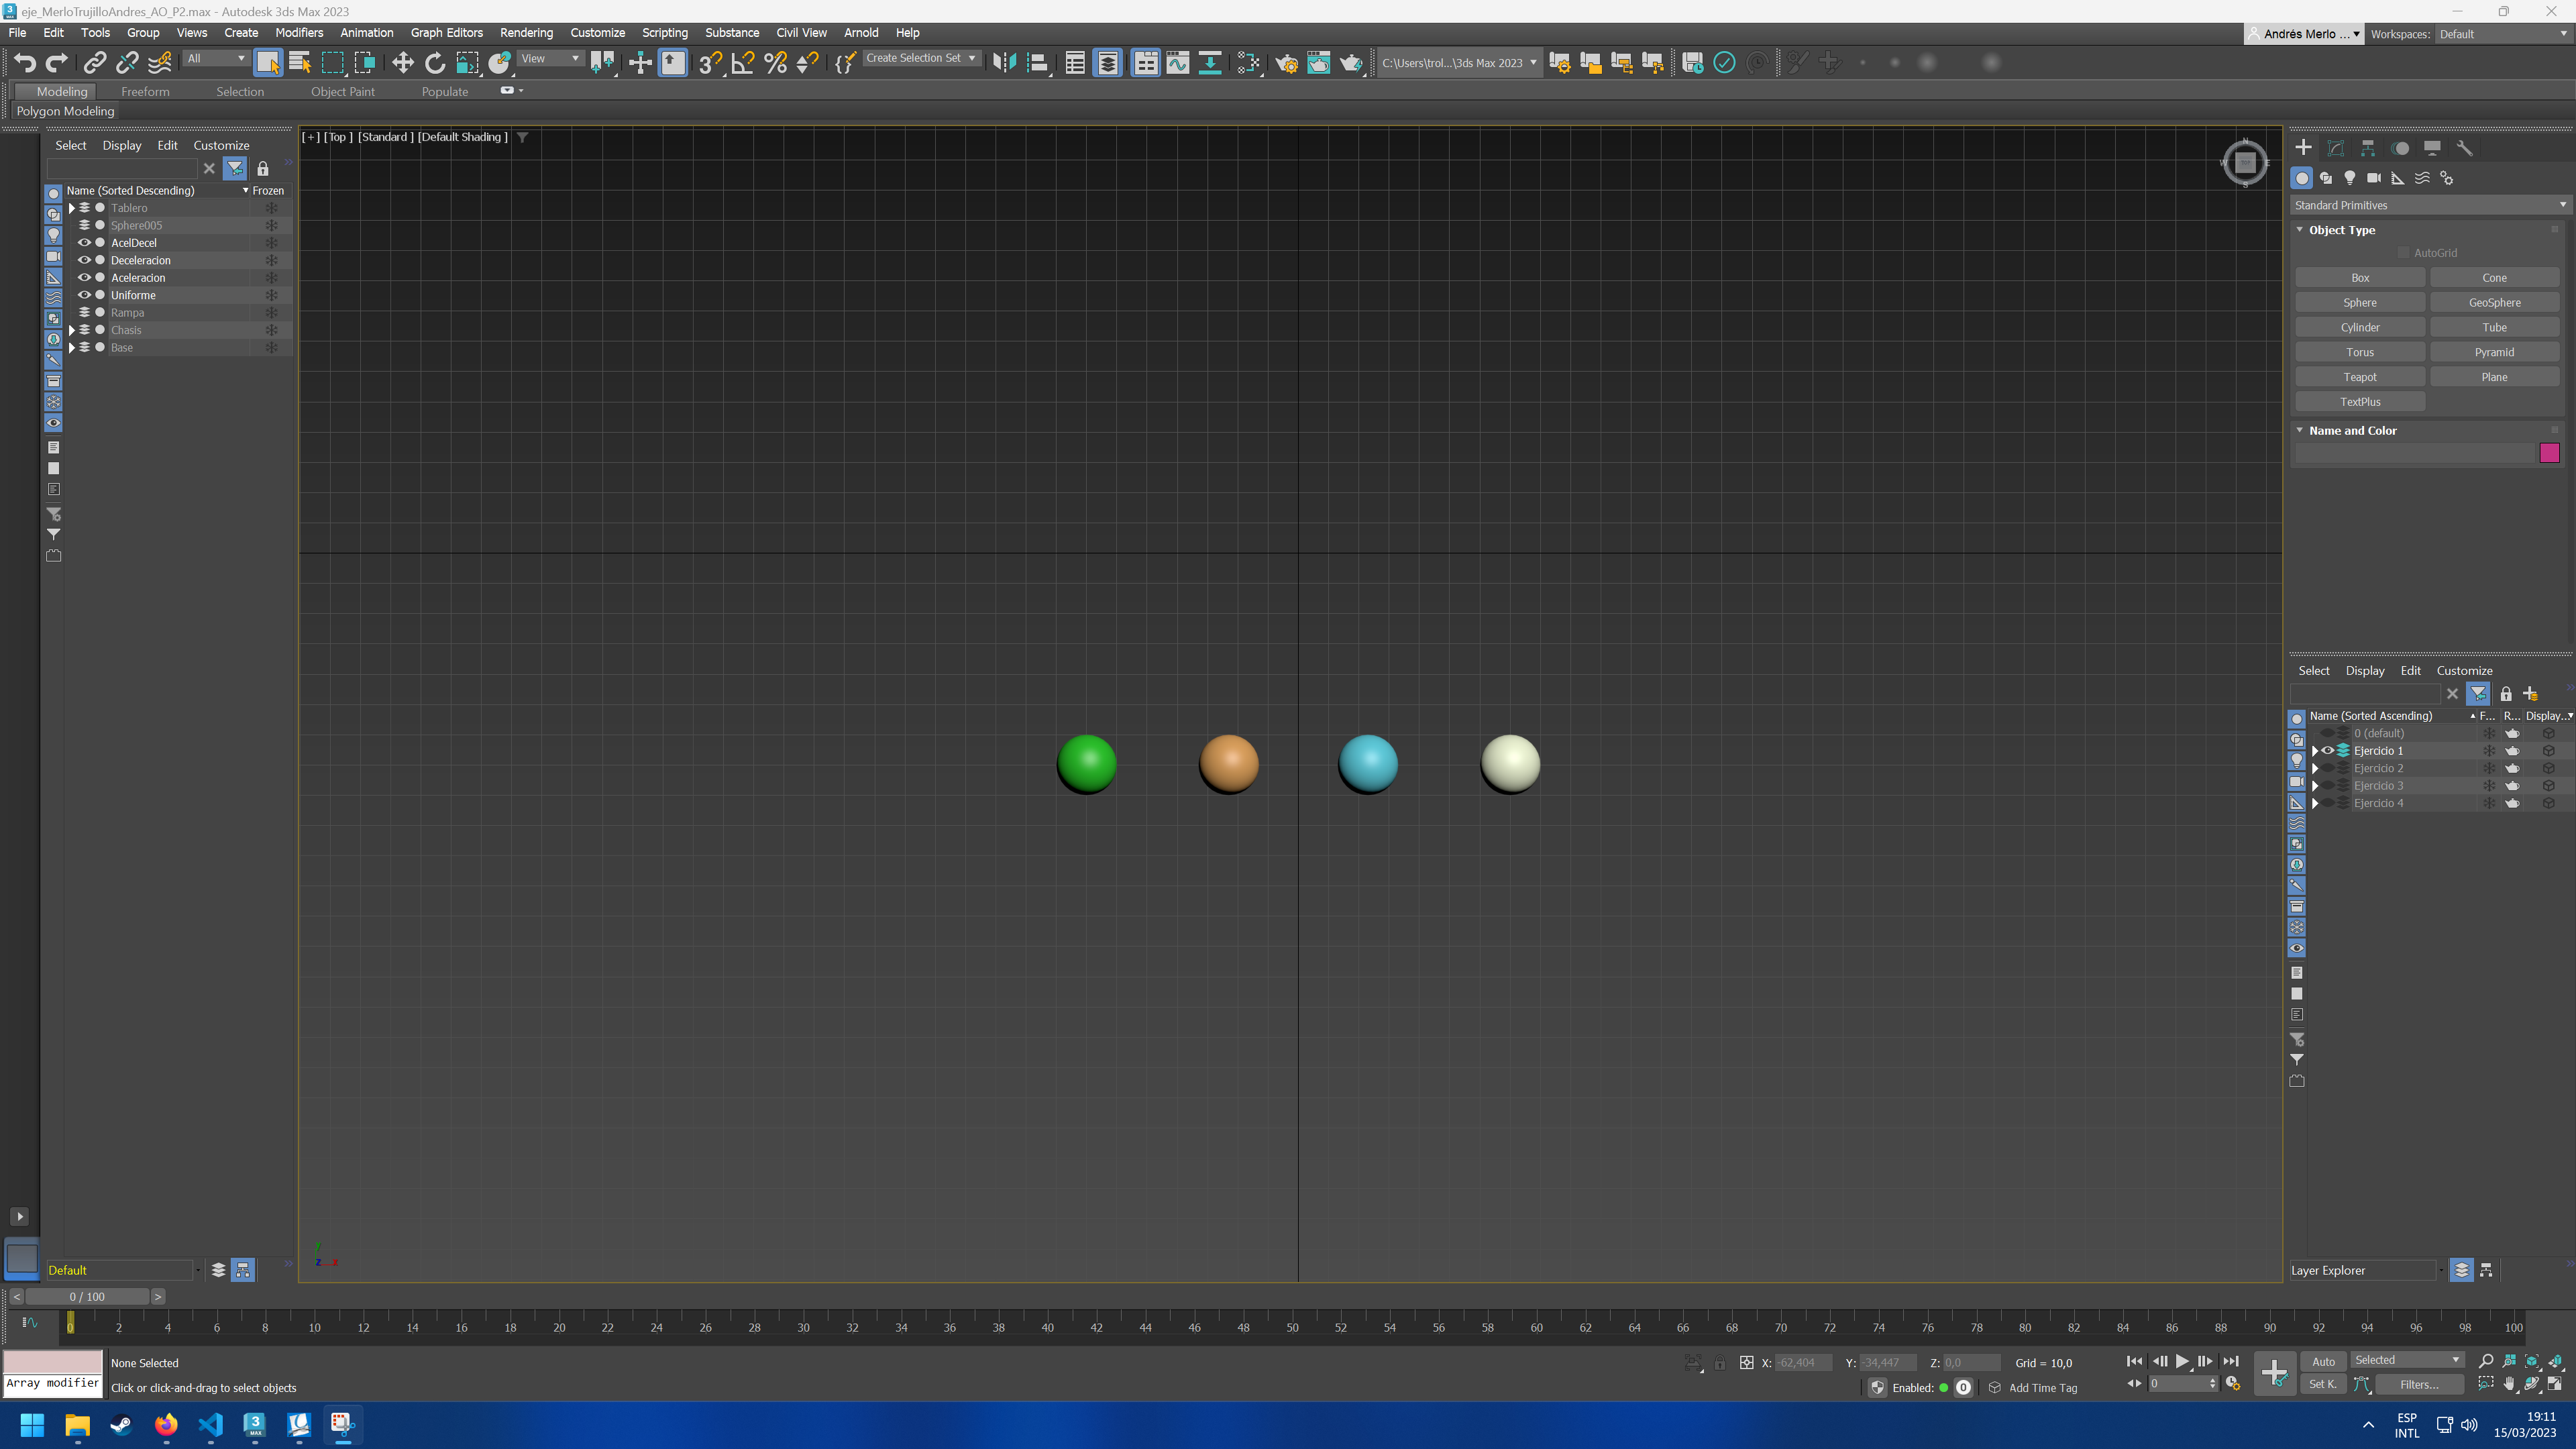 eje_MerloTrujilloAndres_AO_P2.max - Autodesk 3ds Max 2023
File Edit Tools Group Views Create Modifiers Animation Graph Editors Rendering Customize Scripting Substance Civil View Arnold Help
Andrés Merlo ... Workspaces: Default
All View Create Selection Set C:\Users\trol...\3ds Max 2023
Modeling Freeform Selection Object Paint Populate
Polygon Modeling
Select Display Edit Customize
Name (Sorted Descending) Frozen
Tablero
Sphere005
AcelDecel
Deceleracion
Aceleracion
Uniforme
Rampa
Chasis
Base
Default
[+] [Top ] [Standard ] [Default Shading ]
N
W TOP E
S
y
z x
Standard Primitives
Object Type
AutoGrid
Box Cone
Sphere GeoSphere
Cylinder Tube
Torus Pyramid
Teapot Plane
TextPlus
Name and Color
Select Display Edit Customize
Name (Sorted Ascending) F... R... Display...
0 (default)
Ejercicio 1
Ejercicio 2
Ejercicio 3
Ejercicio 4
Layer Explorer
< 0 / 100 >
0 2 4 6 8 10 12 14 16 18 20 22 24 26 28 30 32 34 36 38 40 42 44 46 48 50 52 54 56 58 60 62 64 66 68 70 72 74 76 78 80 82 84 86 88 90 92 94 96 98 100
None Selected X: -62,404 Y: -34,447 Z: 0,0 Grid = 10,0 Auto Selected
Array modifier Click or click-and-drag to select objects Enabled: 0 Add Time Tag 0 Set K. Filters...
3
MAX
ESP
INTL
19:11
15/03/2023